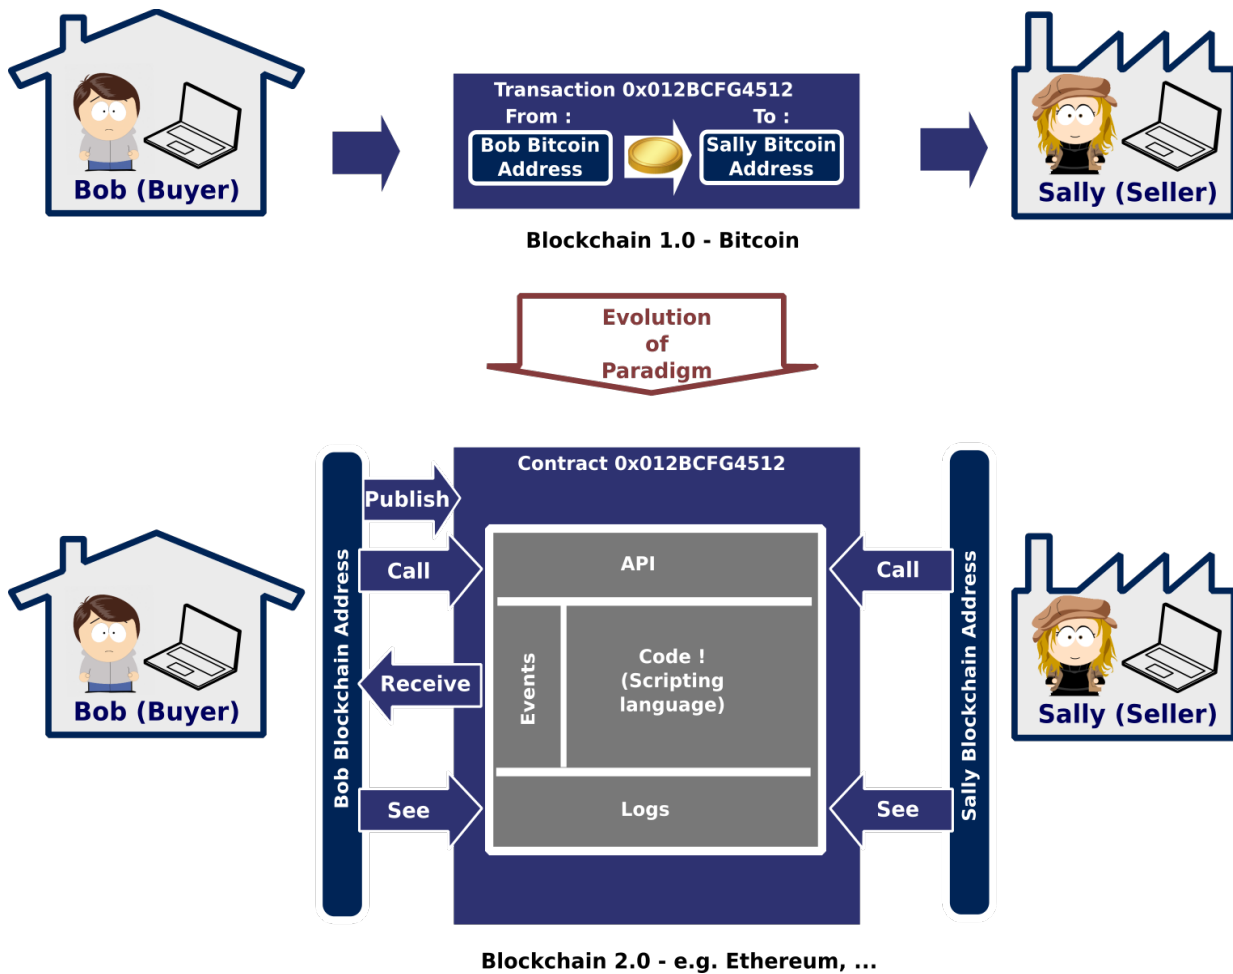 Transaction 0x012BCFG4512
From :
To :
Bob Bitcoin
Address
Sally Bitcoin
Address
Bob (Buyer)
Sally (Seller)
Blockchain 1.0 - Bitcoin
Evolution
of
Paradigm
Contract 0x012BCFG4512
Publish
Call
API
Call
Bob Blockchain Address
Receive
Events
Code !
(Scripting
language)
Sally Blockchain Address
Bob (Buyer)
Sally (Seller)
See
Logs
See
Blockchain 2.0 - e.g. Ethereum, ...